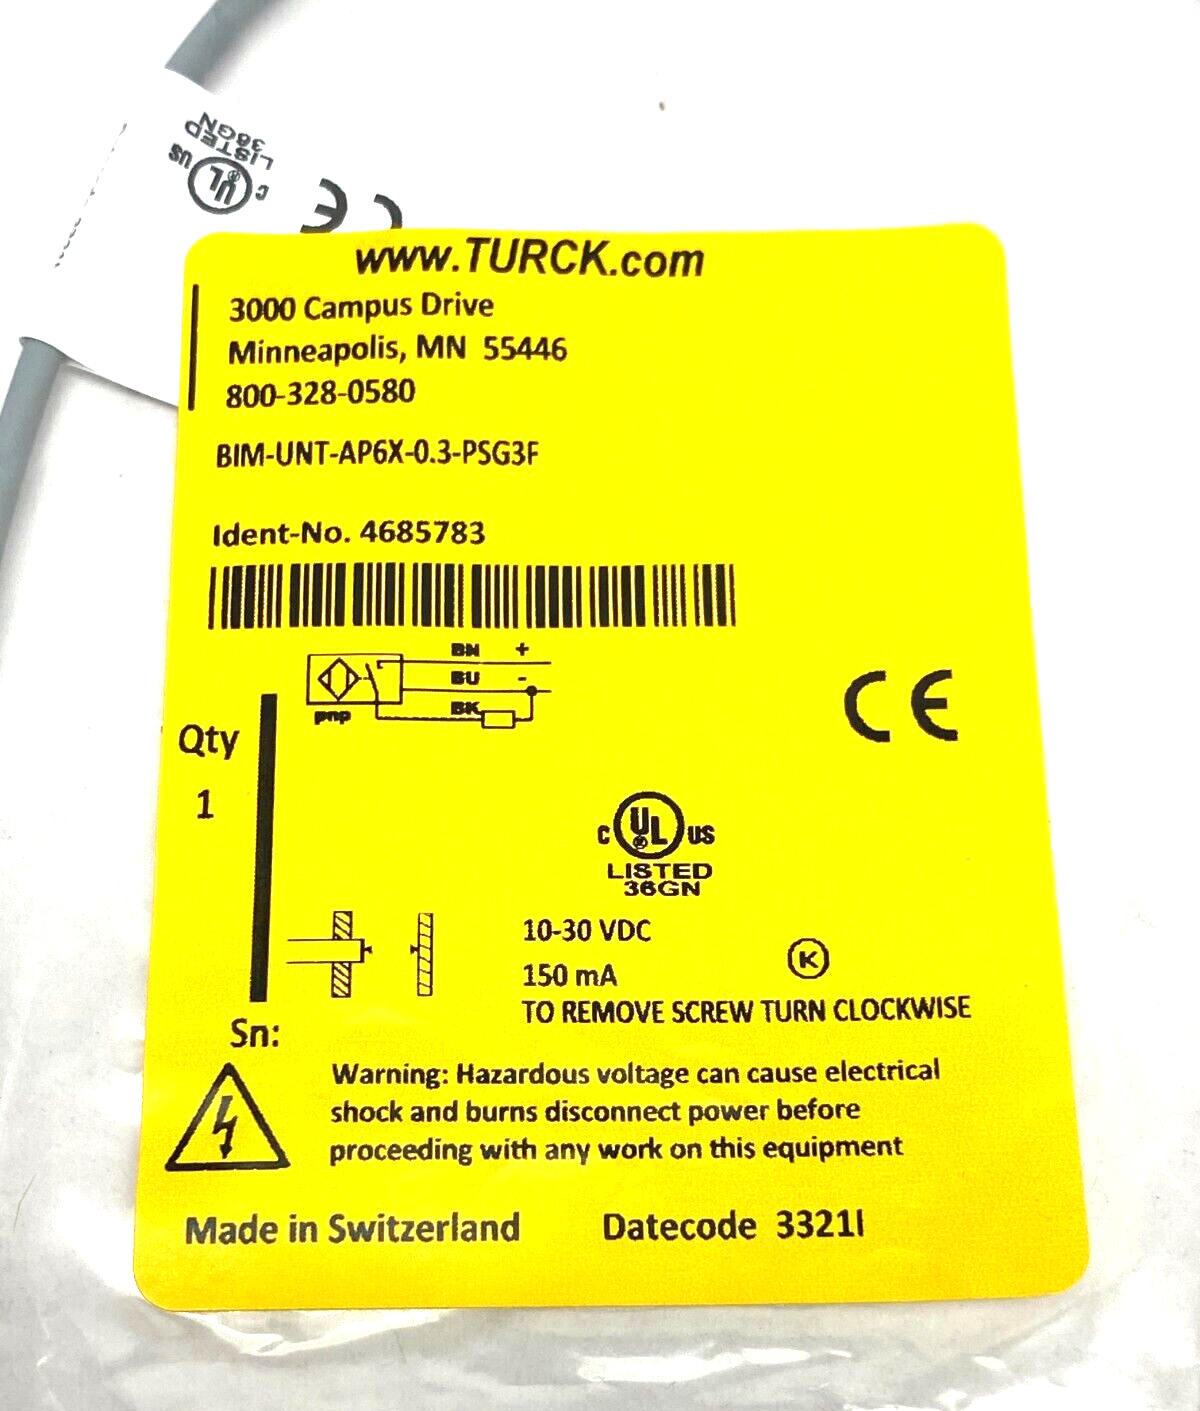 c UL us
LISTED
36GN
CE
www.TURCK.com
3000 Campus Drive
Minneapolis, MN 55446
800-328-0580
BIM-UNT-AP6X-0.3-PSG3F
Ident-No. 4685783
BN +
BU -
BK
pnp
CE
Qty
1
c UL® us
LISTED
36GN
10-30 VDC
150 mA
K
TO REMOVE SCREW TURN CLOCKWISE
Sn:
Warning: Hazardous voltage can cause electrical
shock and burns disconnect power before
proceeding with any work on this equipment
Made in Switzerland Datecode 3321I